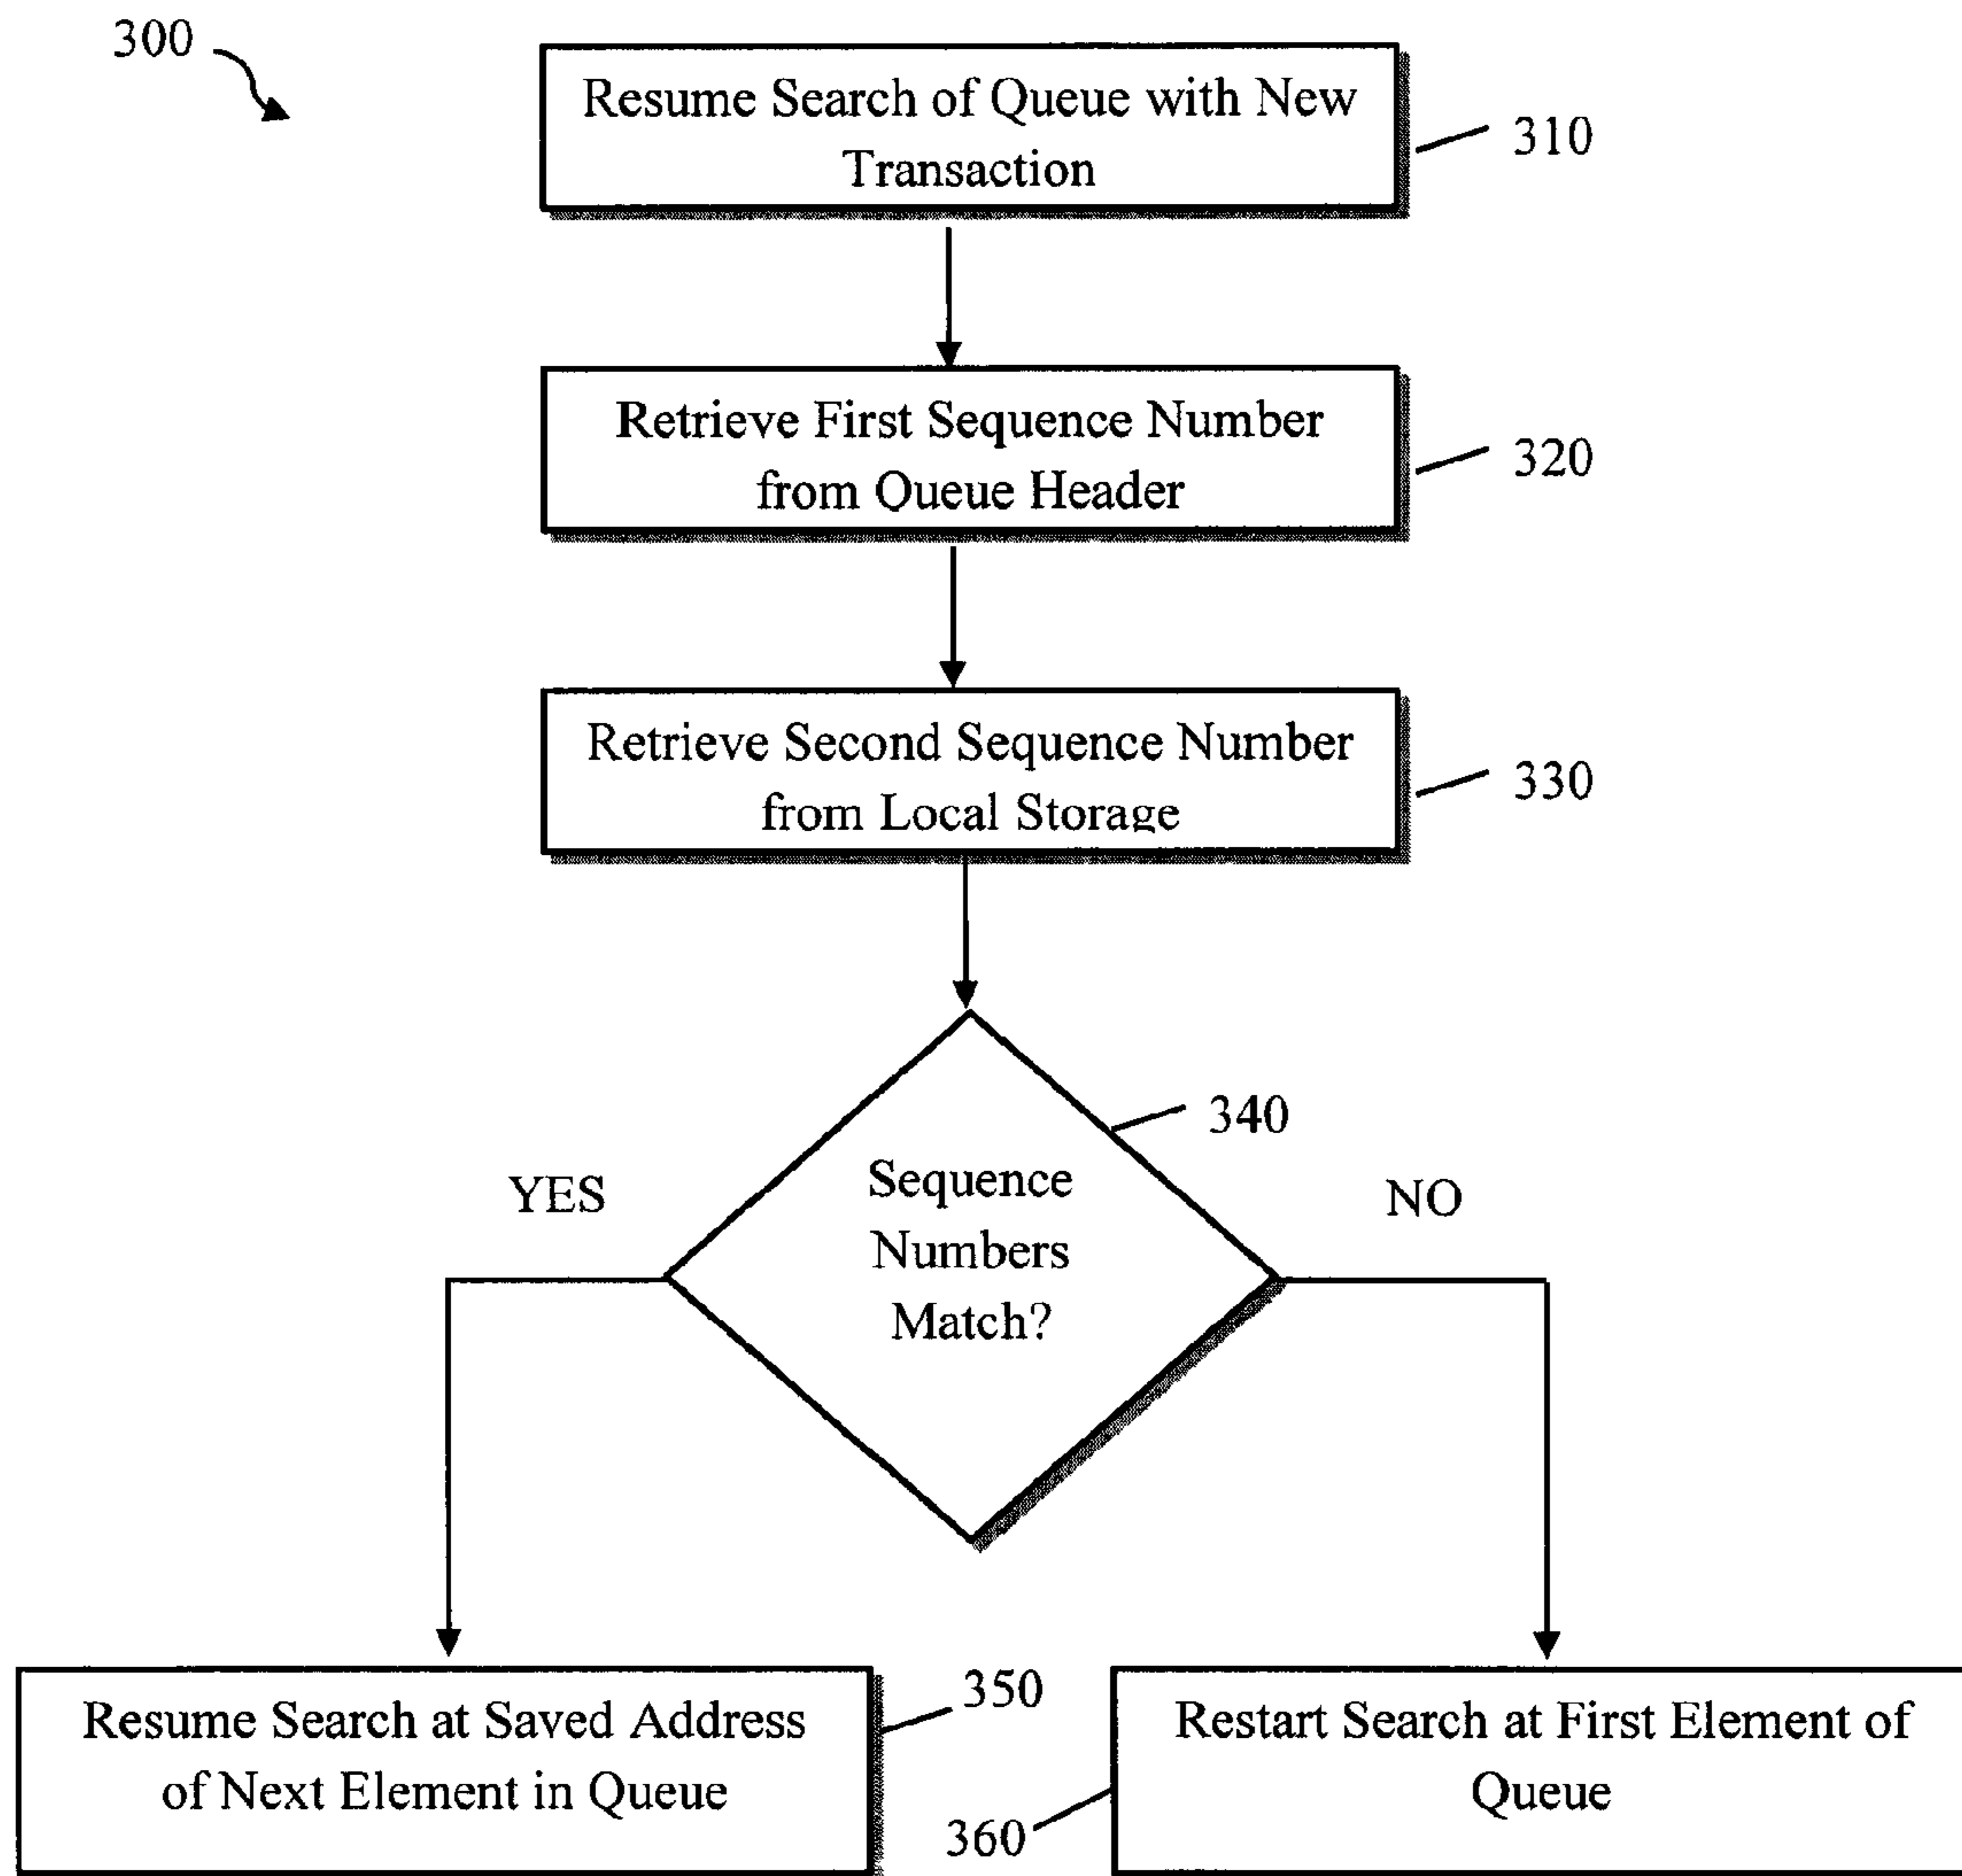 300
Resume Search of Queue with New
Transaction
310
Retrieve First Sequence Number
from Queue Header
320
Retrieve Second Sequence Number
from Local Storage
330
340
Sequence
Numbers
Match?
YES
NO
Resume Search at Saved Address
of Next Element in Queue
350
Restart Search at First Element of
Queue
360